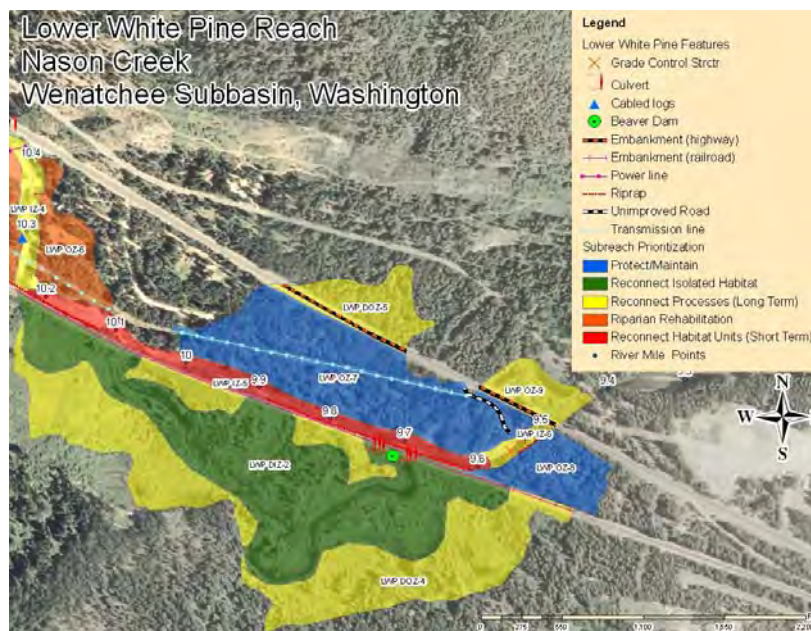 Lower White Pine Reach
Nason Creek
Wenatchee Subbasin, Washington
Legend
Lower White Pine Features
Grade Control Strctr
Culvert
Cabled logs
Beaver Dam
Embankment (highway)
Embankment (railroad)
Power line
Riprap
Unimproved Road
Transmission line
Subreach Prioritization
Protect/Maintain
Reconnect Isolated Habitat
Reconnect Processes (Long Term)
Riparian Rehabilitation
Reconnect Habitat Units (Short Term)
River Mile Points
10.4
LWP IZ-4
10.3
LWP OZ-6
10.2
10.1
10
LWP DOZ-5
LWP OZ-7
LWP IZ-5
9.9
9.8
9.7
9.6
LWP OZ-9
9.5
9.4
LWP IZ-6
LWP OZ-8
LWP DIZ-2
LWP DOZ-4
N
W
E
S
0
275
550
1,100